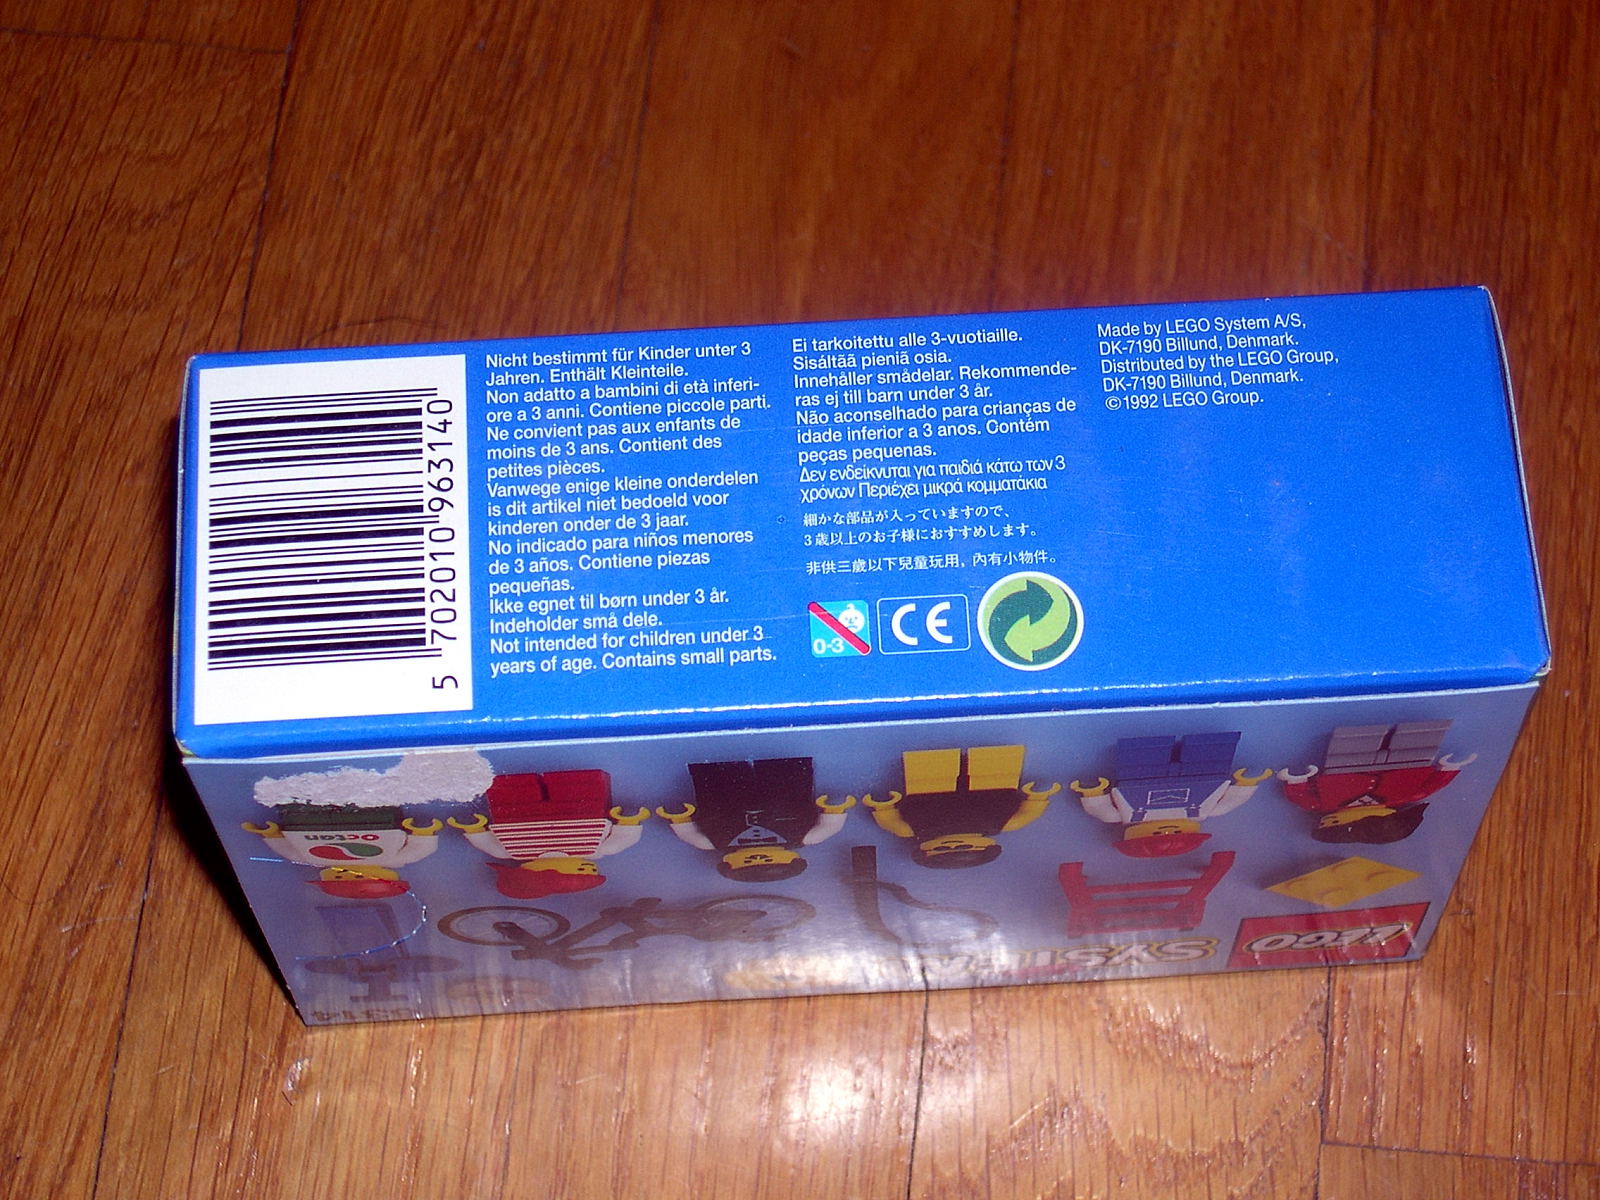 5 702010 963140
Nicht bestimmt für Kinder unter 3
Jahren. Enthält Kleinteile.
Non adatto a bambini di età inferi-
ore a 3 anni. Contiene piccole parti.
Ne convient pas aux enfants de
moins de 3 ans. Contient des
petites pièces.
Vanwege enige kleine onderdelen
is dit artikel niet bedoeld voor
kinderen onder de 3 jaar.
No indicado para niños menores
de 3 años. Contiene piezas
pequeñas.
Ikke egnet til børn under 3 år.
Indeholder små dele.
Not intended for children under 3
years of age. Contains small parts.
Ei tarkoitettu alle 3-vuotiaille.
Sisáltãã pieniã osia.
Innehåller smådelar. Rekommende-
ras ej till barn under 3 år.
Não aconselhado para crianças de
idade inferior a 3 anos. Contém
peças pequenas.
Δεν ενδείκνυται για παιδιά κάτω των 3
χρόνων Περιέχει μικρά κομματάκια
細かな部品が入っていますので、
3歳以上のお子様におすすめします。
非供三歲以下兒童玩用，內有小物件。
0-3
CE
Made by LEGO System A/S,
DK-7190 Billund, Denmark.
Distributed by the LEGO Group,
DK-7190 Billund, Denmark.
©1992 LEGO Group.
Octan
LEGO
SYSTEM